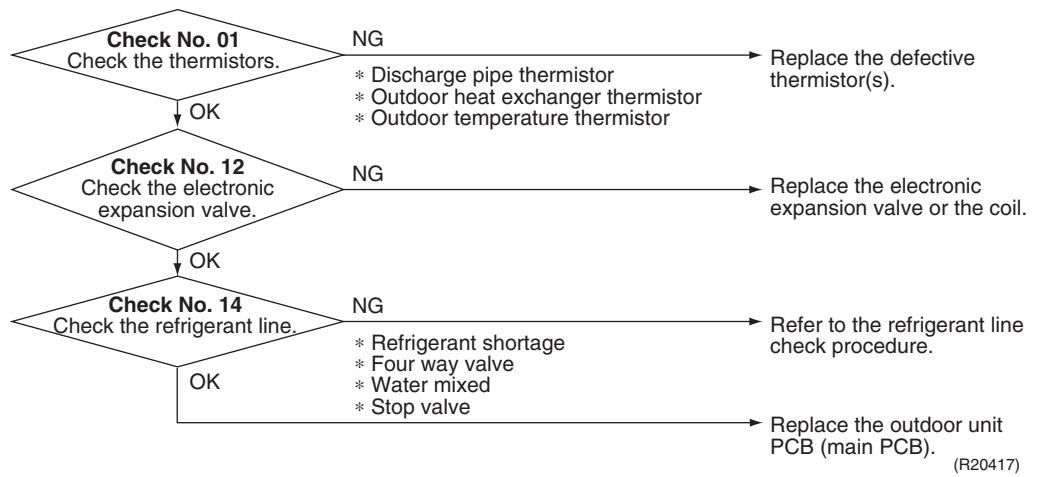 Check No. 01
Check the thermistors.
NG
∗ Discharge pipe thermistor
∗ Outdoor heat exchanger thermistor
∗ Outdoor temperature thermistor
Replace the defective
thermistor(s).
OK
Check No. 12
Check the electronic
expansion valve.
NG
Replace the electronic
expansion valve or the coil.
OK
Check No. 14
Check the refrigerant line.
NG
∗ Refrigerant shortage
∗ Four way valve
∗ Water mixed
∗ Stop valve
Refer to the refrigerant line
check procedure.
OK
Replace the outdoor unit
PCB (main PCB).
(R20417)